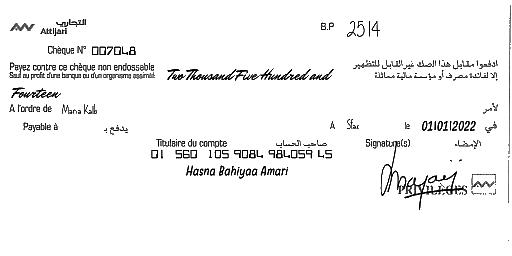 التجاري
Attijari
B.P 2514
Chèque N° 007048
Payez contre ce chèque non endossable
Sauf au profit d'une banque ou d'un organisme assimilé
Two Thousand Five Hundred and
ادفعوا مقابل هذا الصك غير القابل للتظهير
إلا لفائدة مصرف أو مؤسسة مالية مماثلة
Fourteen
A l'ordre de Mana Kalb
لأمر
Payable à
يدفع بـ
A Sfax le 01/01/2022 في
Titulaire du compte صاحب الحساب
Signature(s) الإمضاء
01 560 105 9084 984059 45
Hasna Bahiyaa Amari
PRIVILÈGES